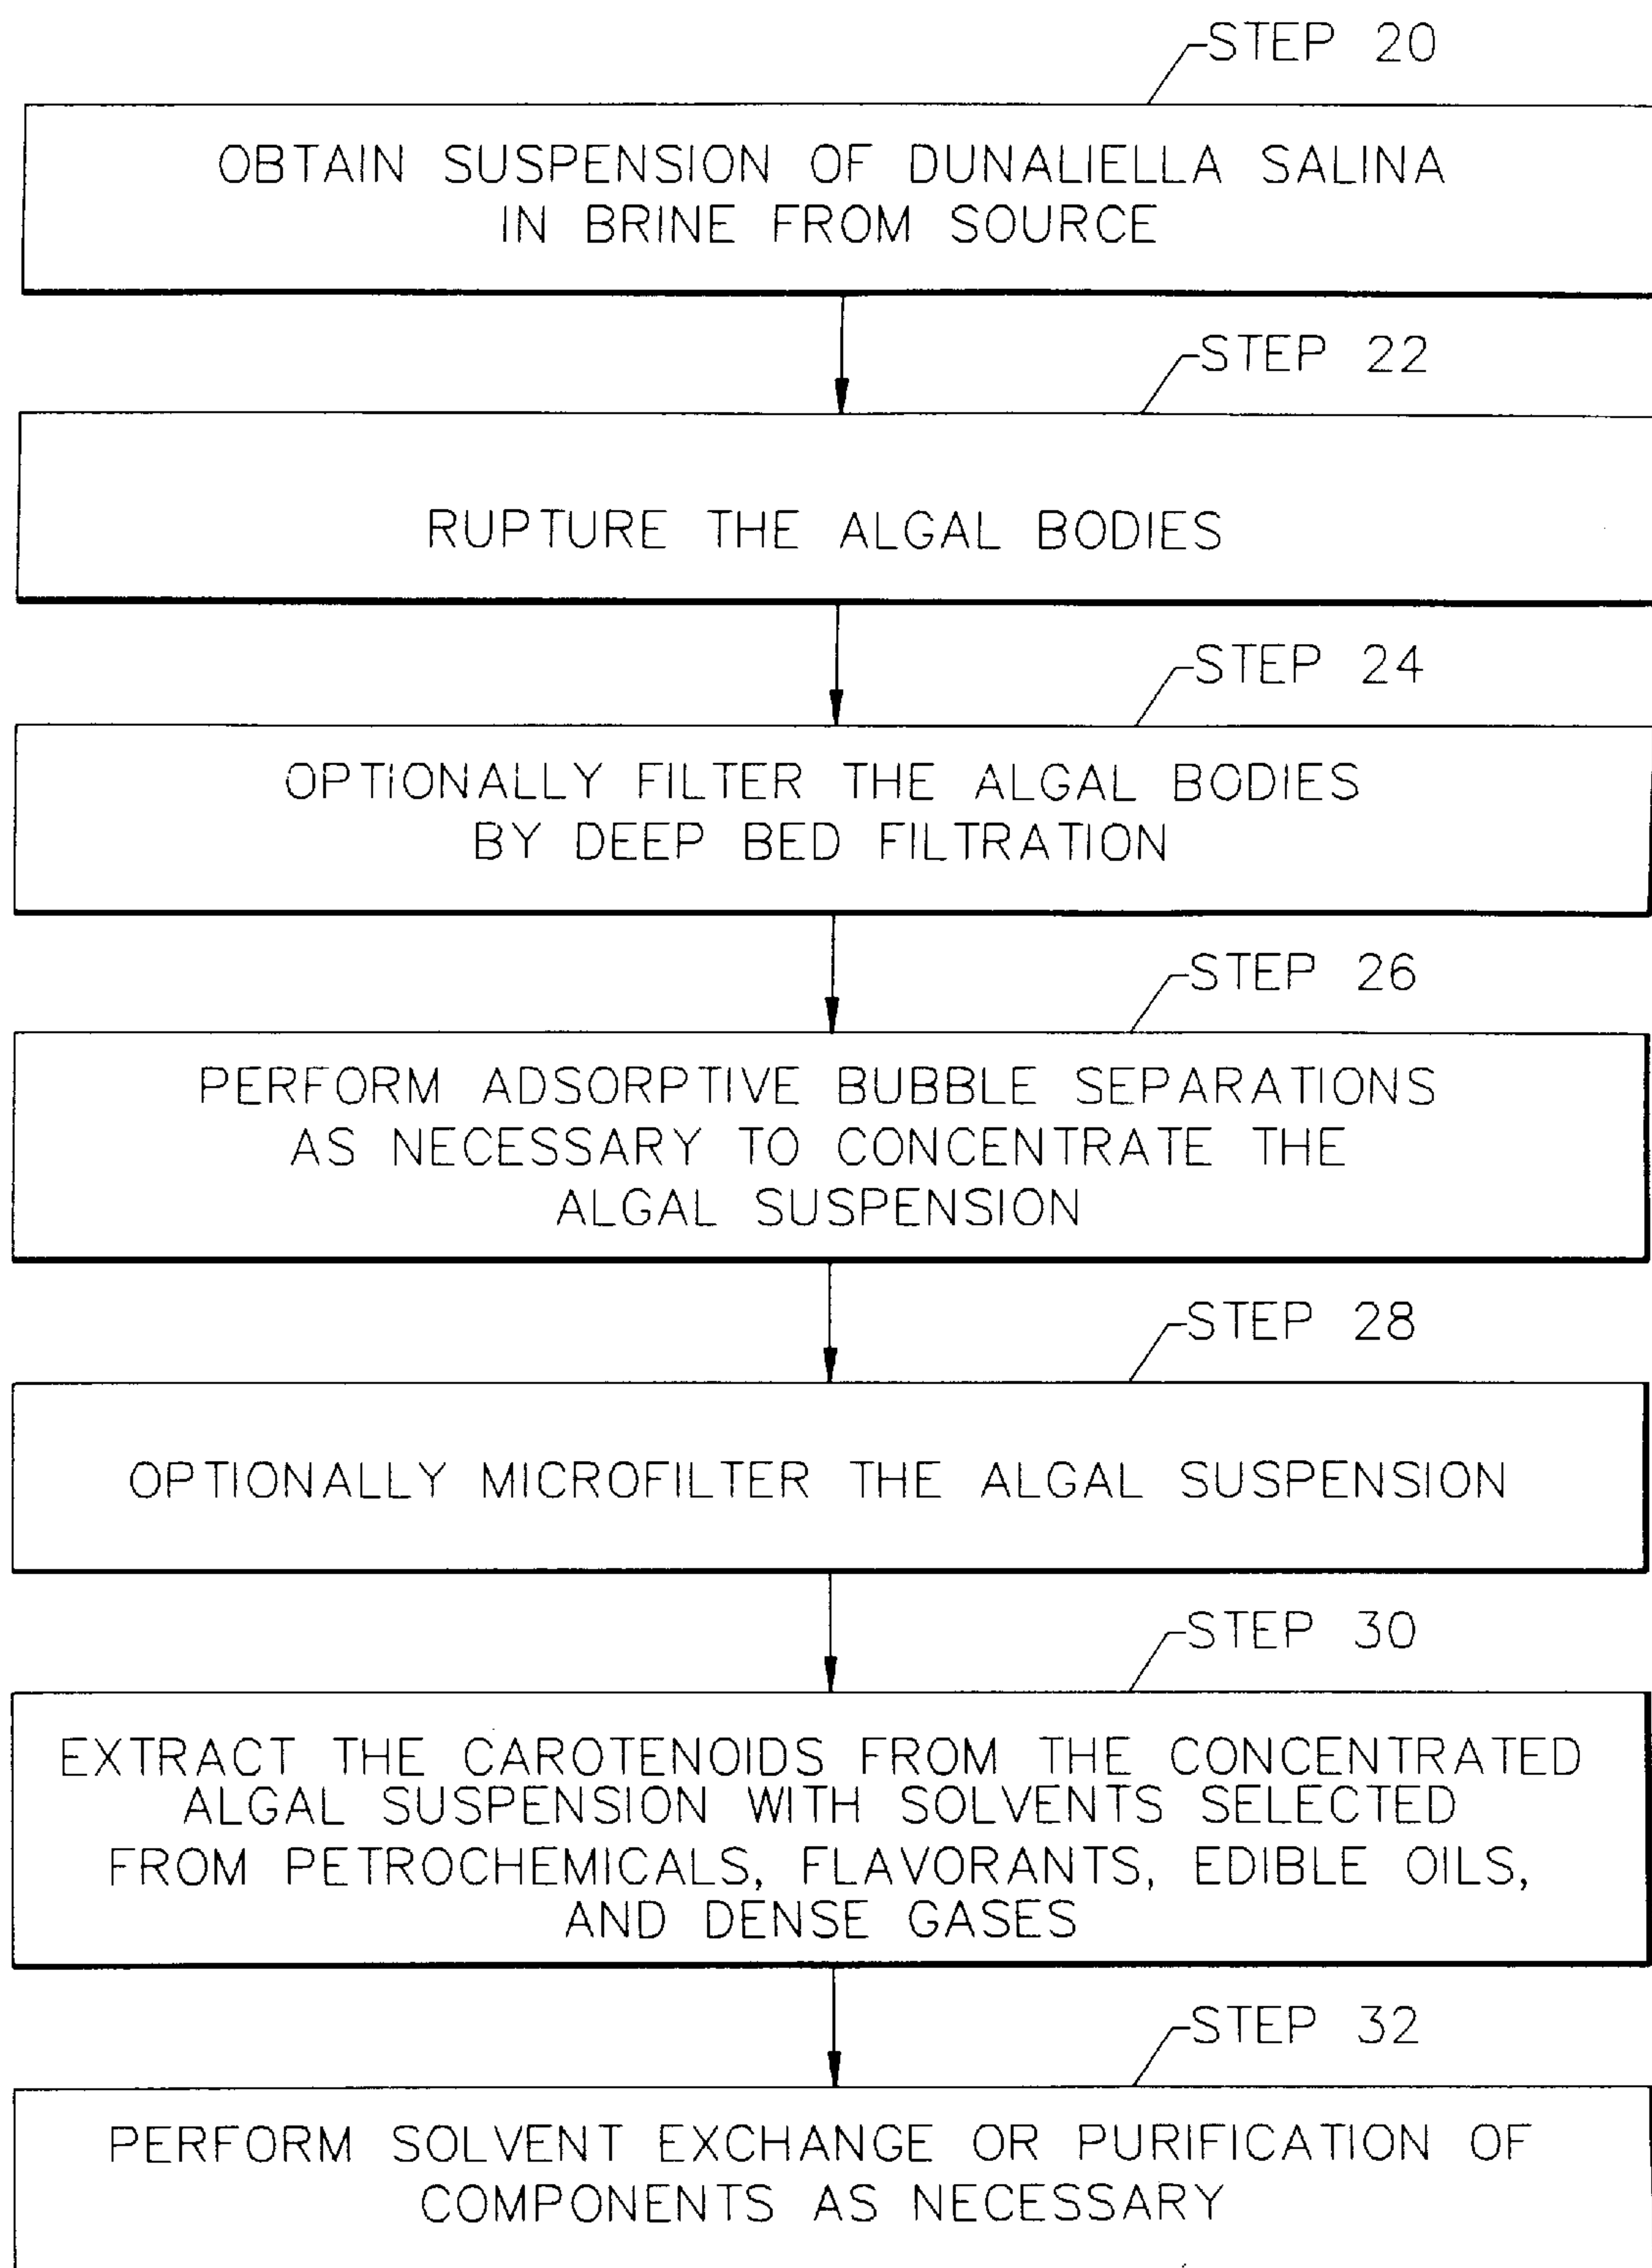 STEP 20
OBTAIN SUSPENSION OF DUNALIELLA SALINA
IN BRINE FROM SOURCE
STEP 22
RUPTURE THE ALGAL BODIES
STEP 24
OPTIONALLY FILTER THE ALGAL BODIES
BY DEEP BED FILTRATION
STEP 26
PERFORM ADSORPTIVE BUBBLE SEPARATIONS
AS NECESSARY TO CONCENTRATE THE
ALGAL SUSPENSION
STEP 28
OPTIONALLY MICROFILTER THE ALGAL SUSPENSION
STEP 30
EXTRACT THE CAROTENOIDS FROM THE CONCENTRATED
ALGAL SUSPENSION WITH SOLVENTS SELECTED
FROM PETROCHEMICALS, FLAVORANTS, EDIBLE OILS,
AND DENSE GASES
STEP 32
PERFORM SOLVENT EXCHANGE OR PURIFICATION OF
COMPONENTS AS NECESSARY